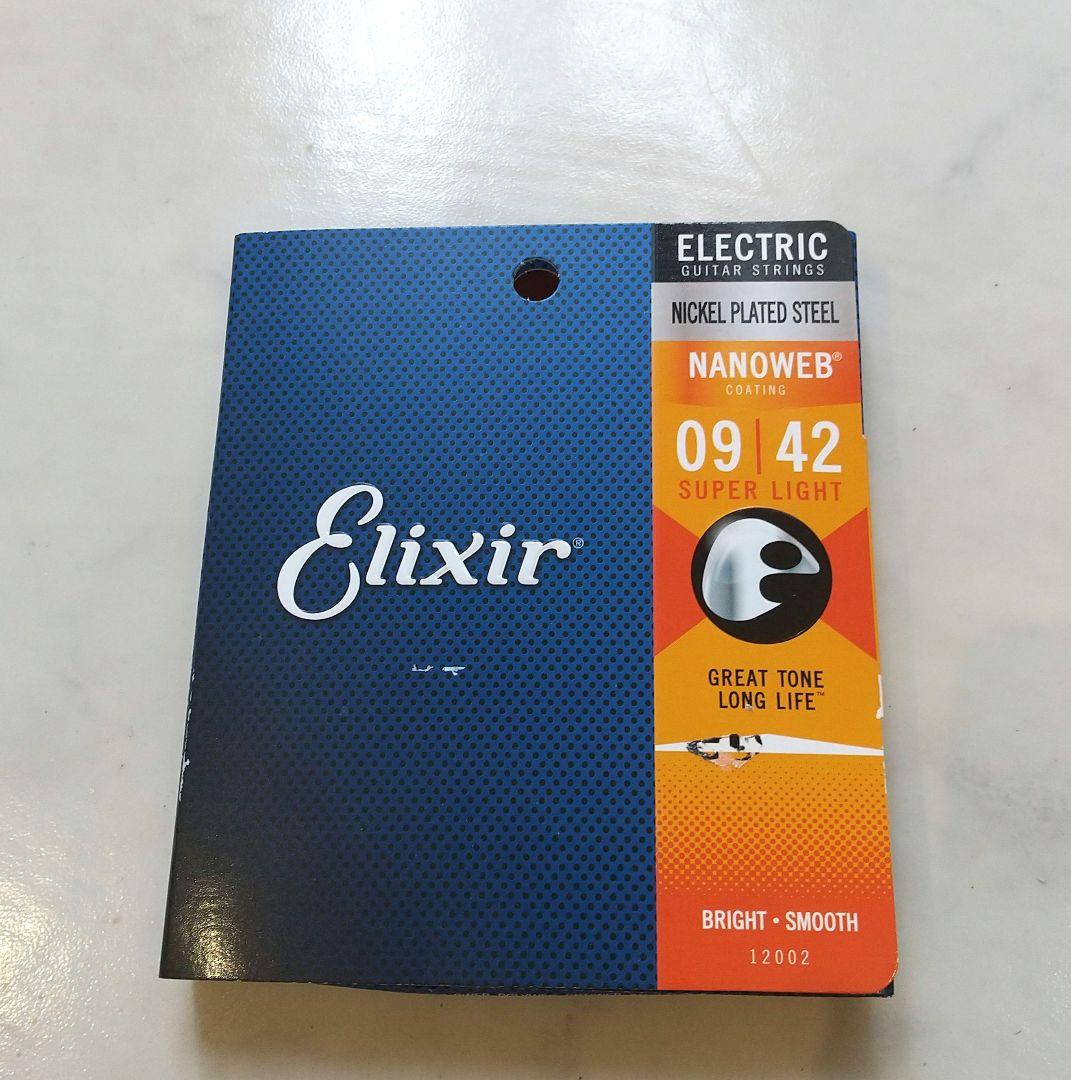 Elixir®
ELECTRIC
GUITAR STRINGS
NICKEL PLATED STEEL
NANOWEB®
COATING
09 | 42
SUPER LIGHT
e
GREAT TONE
LONG LIFE™
BRIGHT • SMOOTH
12002